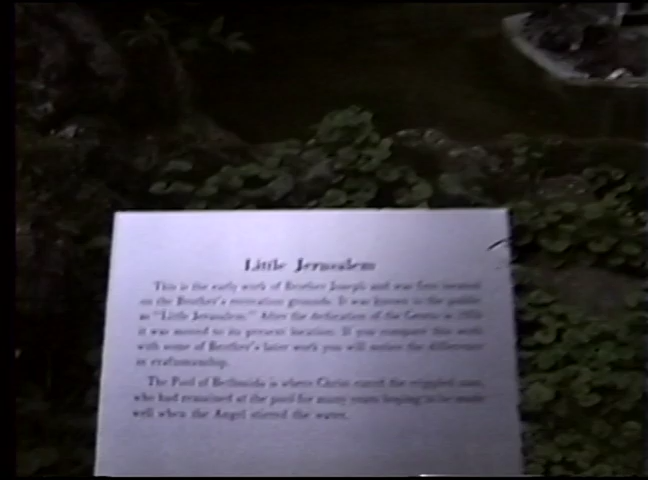 Little Jerusalem
This is the early work of Brother Joseph and was first located
on the Brother's recreation grounds. It was known to the public
as "Little Jerusalem." After the dedication of the Grotto in
it was moved to its present location. If you compare this work
with some of Brother's later work you will notice the difference
in craftsmanship.
The Pool of Bethsaida is where Christ cured the crippled man
who had remained at the pool for many years hoping to be made
well when the Angel stirred the water.